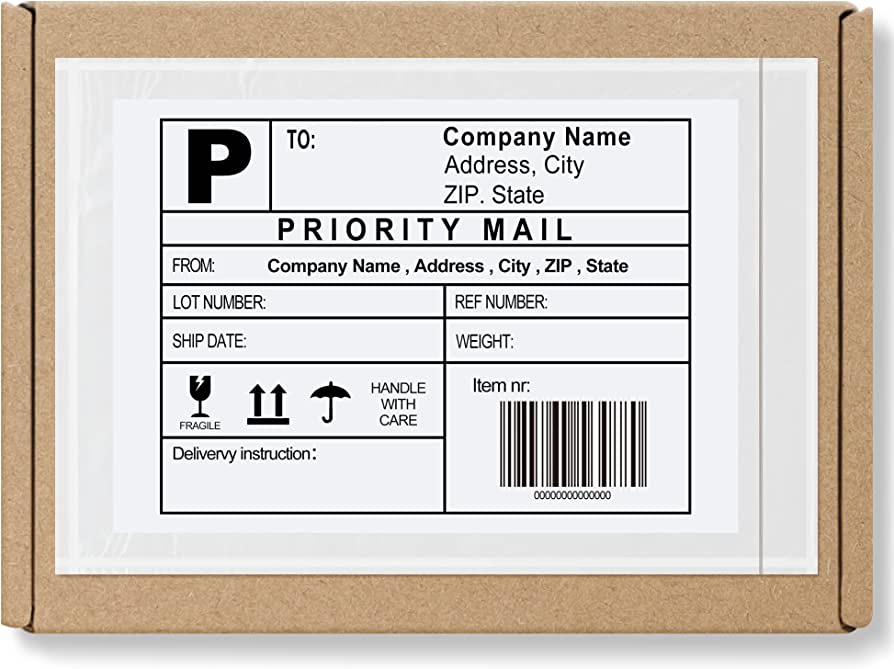 P
TO:
Company Name
Address, City
ZIP. State
PRIORITY MAIL
FROM: Company Name , Address , City , ZIP , State
LOT NUMBER:
REF NUMBER:
SHIP DATE:
WEIGHT:
FRAGILE
HANDLE
WITH
CARE
Item nr:
00000000000000
Delivervy instruction: